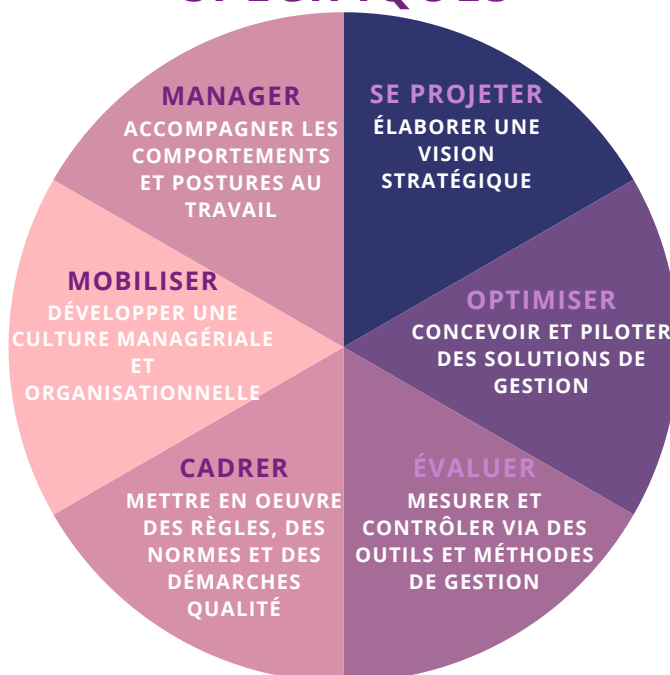 SPÉCIFIQUES
MANAGER
ACCOMPAGNER LES
COMPORTEMENTS
ET POSTURES AU
TRAVAIL
SE PROJETER
ÉLABORER UNE
VISION
STRATÉGIQUE
OPTIMISER
CONCEVOIR ET PILOTER
DES SOLUTIONS DE
GESTION
MOBILISER
DÉVELOPPER UNE
CULTURE MANAGÉRIALE
ET
ORGANISATIONNELLE
CADRER
METTRE EN OEUVRE
DES RÈGLES, DES
NORMES ET DES
DÉMARCHES
QUALITÉ
ÉVALUER
MESURER ET
CONTRÔLER VIA DES
OUTILS ET MÉTHODES
DE GESTION